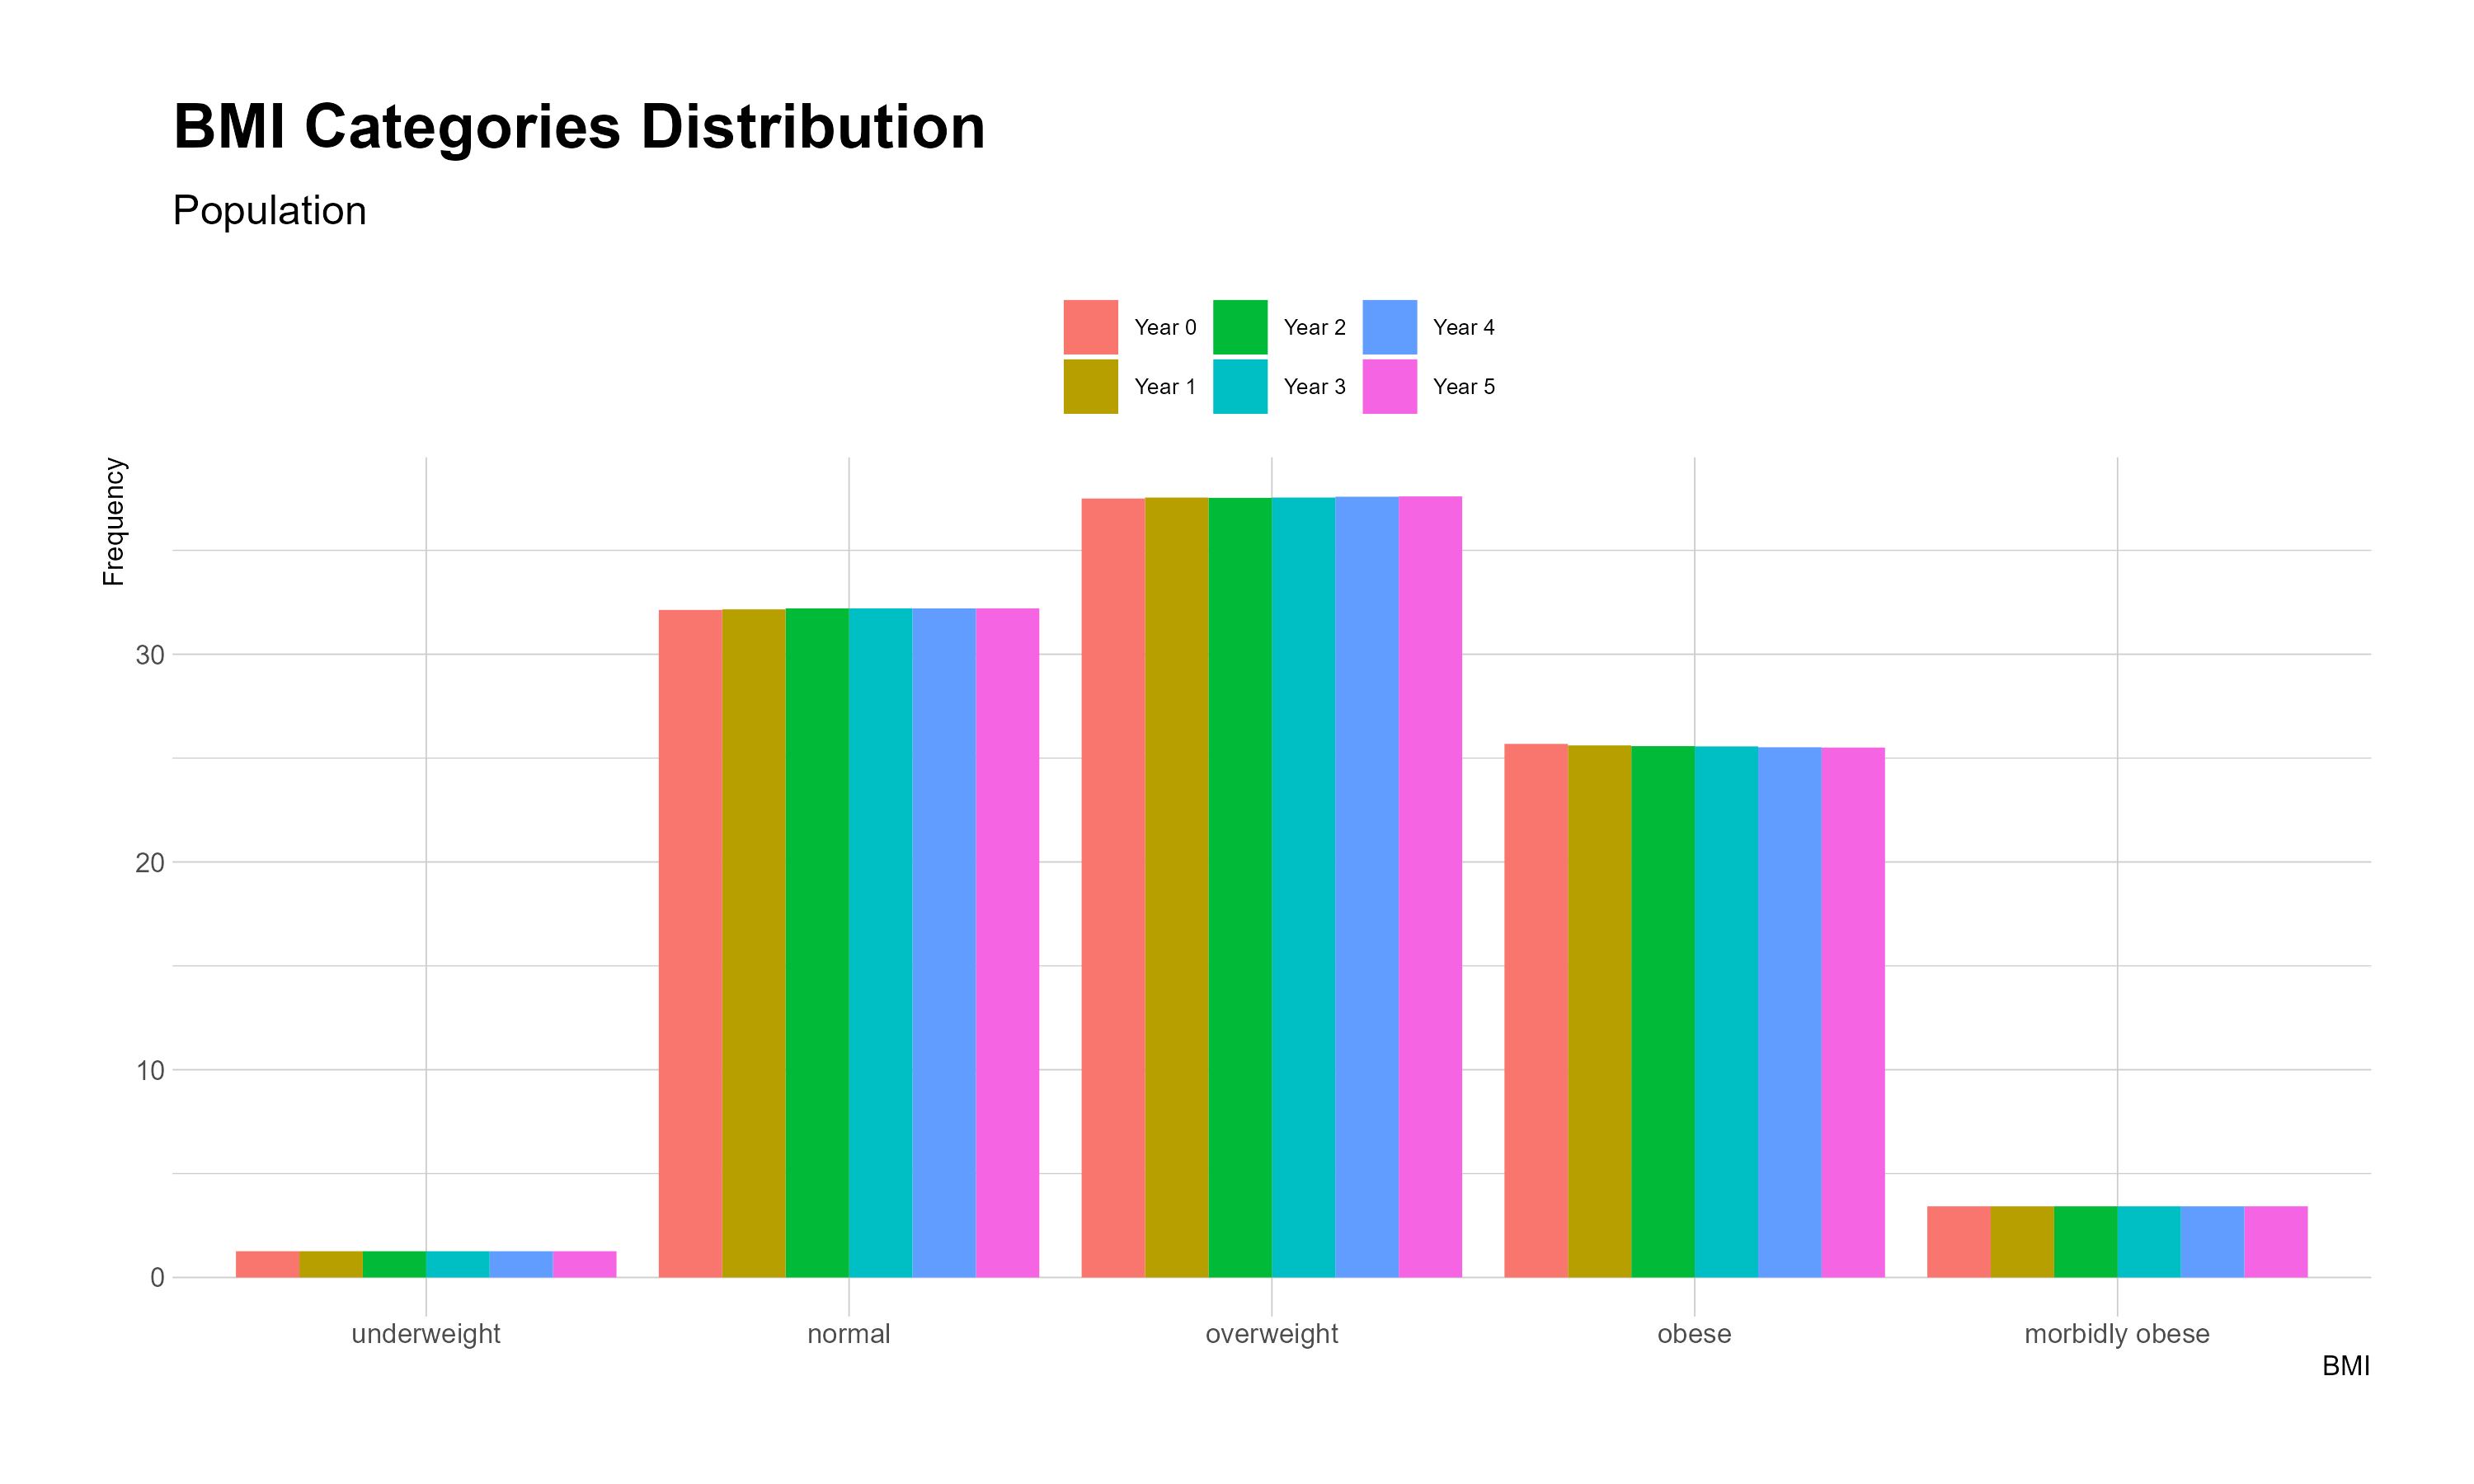 BMI Categories Distribution
Population
Year 0 Year 2 Year 4
Year 1 Year 3 Year 5
Frequency
30
20
10
0
underweight normal overweight obese morbidly obese
BMI